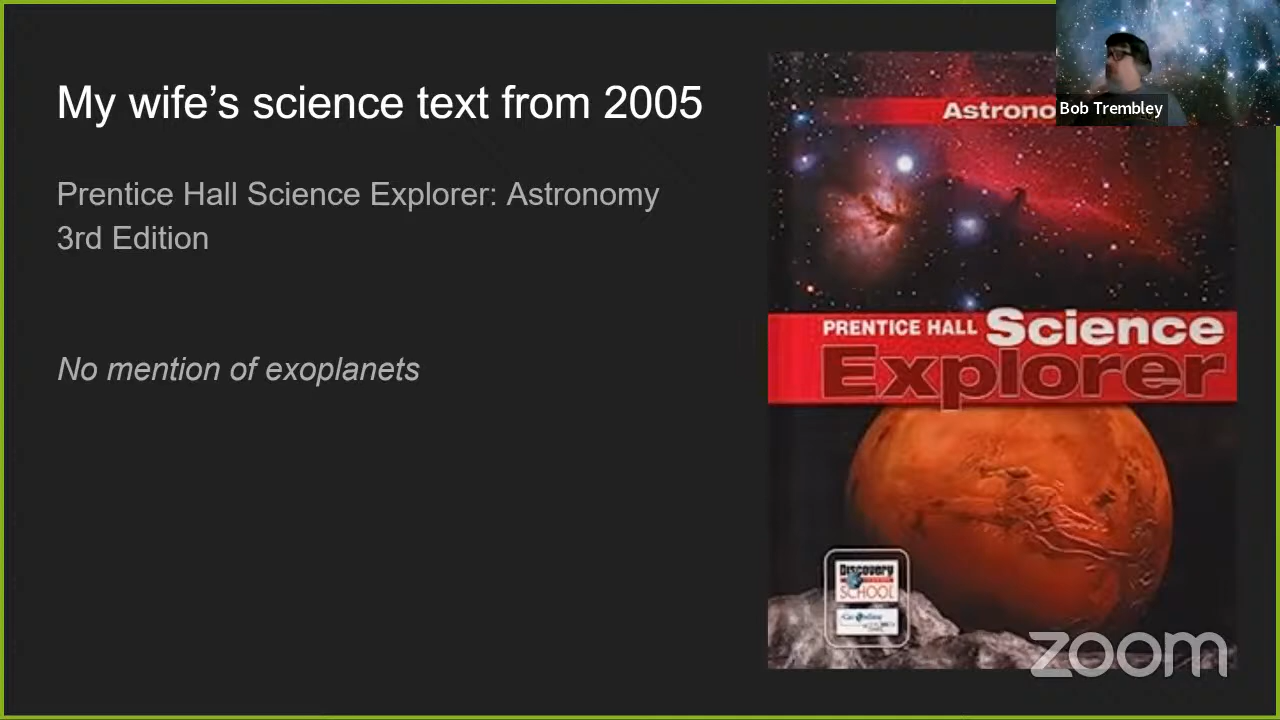 My wife's science text from 2005
Prentice Hall Science Explorer: Astronomy
3rd Edition
No mention of exoplanets
Bob Trembley
PRENTICE HALL Science
Explorer
Discovery
SCHOOL
zoom